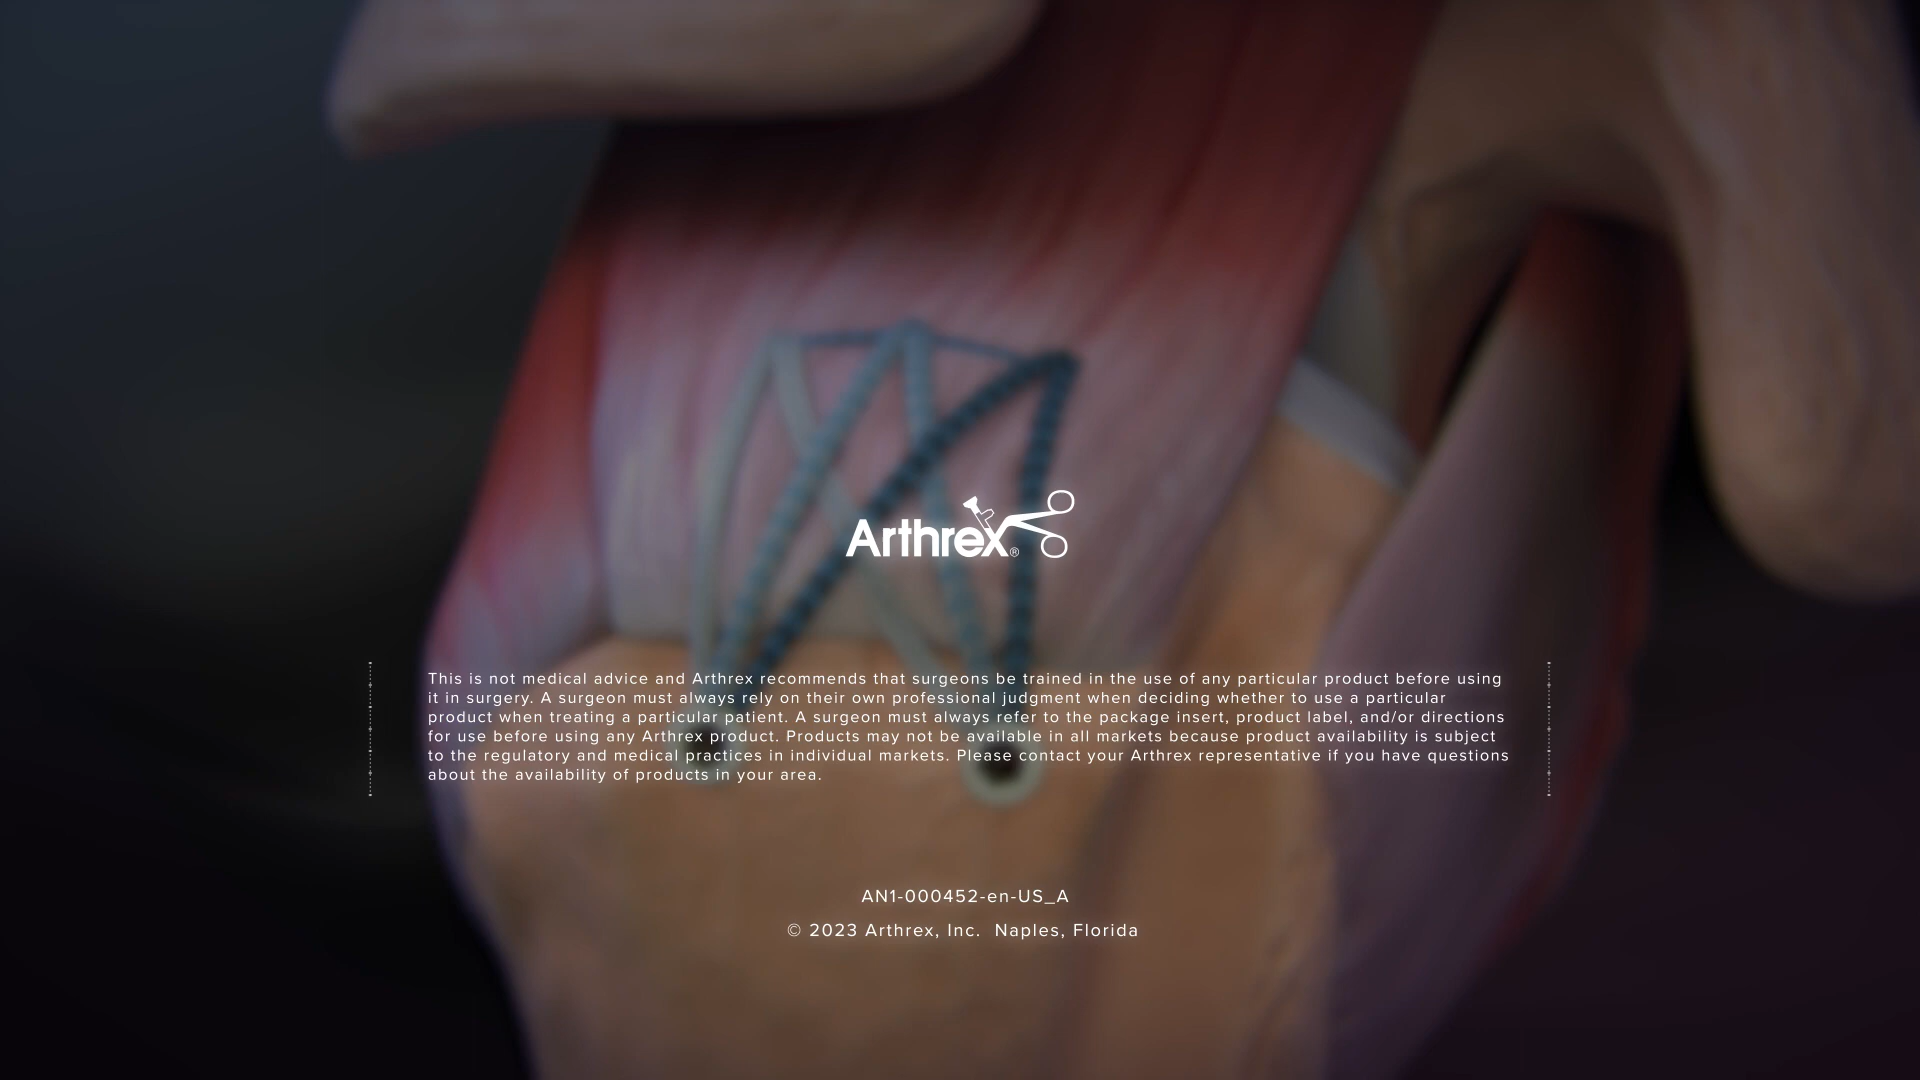 Arthrex®
This is not medical advice and Arthrex recommends that surgeons be trained in the use of any particular product before using
it in surgery. A surgeon must always rely on their own professional judgment when deciding whether to use a particular
product when treating a particular patient. A surgeon must always refer to the package insert, product label, and/or directions
for use before using any Arthrex product. Products may not be available in all markets because product availability is subject
to the regulatory and medical practices in individual markets. Please contact your Arthrex representative if you have questions
about the availability of products in your area.
AN1-000452-en-US_A
© 2023 Arthrex, Inc. Naples, Florida